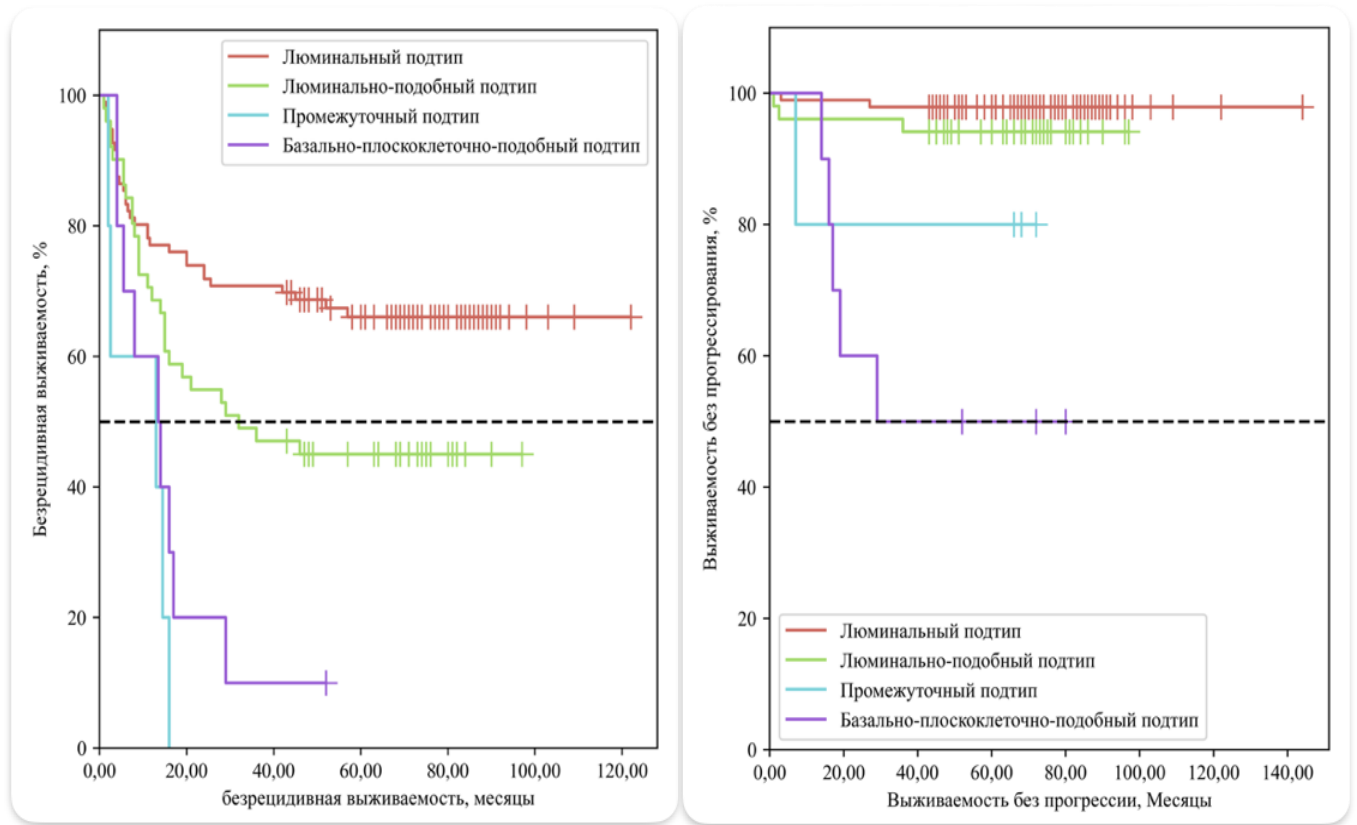 Люминальный подтип
Люминально-подобный подтип
Промежуточный подтип
Базально-плоскоклеточно-подобный подтип
Безрецидивная выживаемость, %
100
80
60
40
20
0
0,00 20,00 40,00 60,00 80,00 100,00 120,00
безрецидивная выживаемость, месяцы
Выживаемость без прогрессирования, %
100
80
60
40
20
0
Люминальный подтип
Люминально-подобный подтип
Промежуточный подтип
Базально-плоскоклеточно-подобный подтип
0,00 20,00 40,00 60,00 80,00 100,00 120,00 140,00
Выживаемость без прогрессии, Месяцы